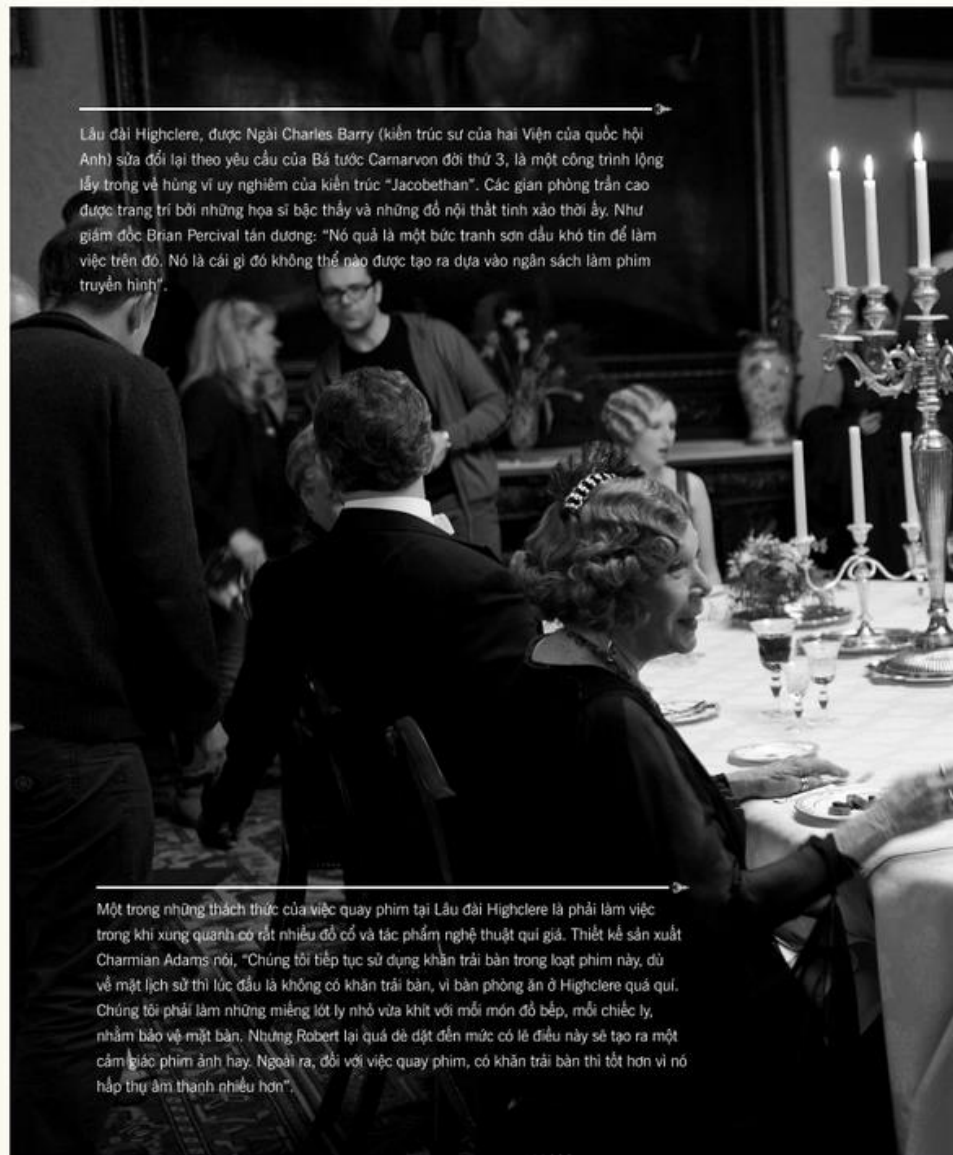 Lâu đài Highclere, được Ngài Charles Barry (kiến trúc sư của hai Viện của quốc hội
Anh) sửa đổi lại theo yêu cầu của Bá tước Carnarvon đời thứ 3, là một công trình lộng
lẫy trong vẻ hùng vĩ uy nghiêm của kiến trúc “Jacobethan”. Các gian phòng trần cao
được trang trí bởi những họa sĩ bậc thầy và những đồ nội thất tinh xảo thời ấy. Như
giám đốc Brian Percival tán dương: “Nó quả là một bức tranh sơn dầu khó tin để làm
việc trên đó. Nó là cái gì đó không thể nào được tạo ra dựa vào ngân sách làm phim
truyền hình”.
Một trong những thách thức của việc quay phim tại Lâu đài Highclere là phải làm việc
trong khi xung quanh có rất nhiều đồ cổ và tác phẩm nghệ thuật quí giá. Thiết kế sản xuất
Charmian Adams nói, “Chúng tôi tiếp tục sử dụng khăn trải bàn trong loạt phim này, dù
về mặt lịch sử thì lúc đầu là không có khăn trải bàn, vì bàn phòng ăn ở Highclere quá quí.
Chúng tôi phải làm những miếng lót ly nhỏ vừa khít với mỗi món đồ bếp, mỗi chiếc ly,
nhằm bảo vệ mặt bàn. Nhưng Robert lại quá dè dặt đến mức có lẽ điều này sẽ tạo ra một
cảm giác phim ảnh hay. Ngoài ra, đối với việc quay phim, có khăn trải bàn thì tốt hơn vì nó
hấp thụ âm thanh nhiều hơn”.